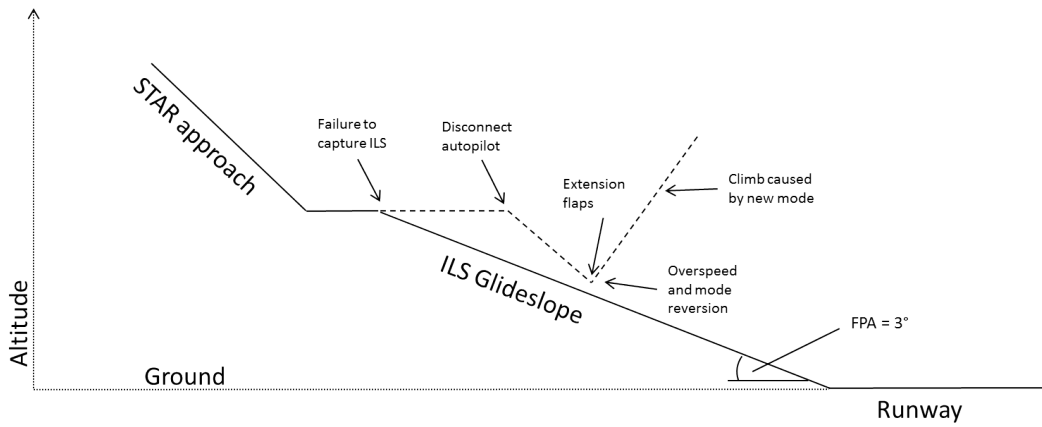 STAR approach
Failure to
capture ILS
Disconnect
autopilot
Extension
flaps
Climb caused
by new mode
ILS Glideslope
Overspeed
and mode
reversion
FPA = 3°
Altitude
Ground
Runway